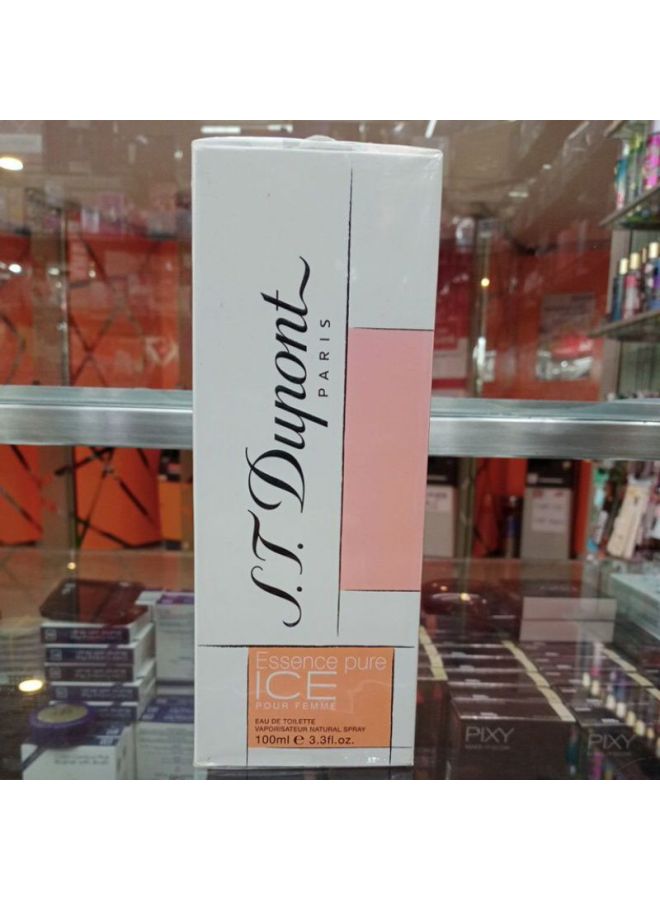 S.T. Dupont
PARIS
Essence pure
ICE
POUR FEMME
EAU DE TOILETTE
VAPORISATEUR NATURAL SPRAY
100ml e 3.3fl.oz.
PIXY
PIXY